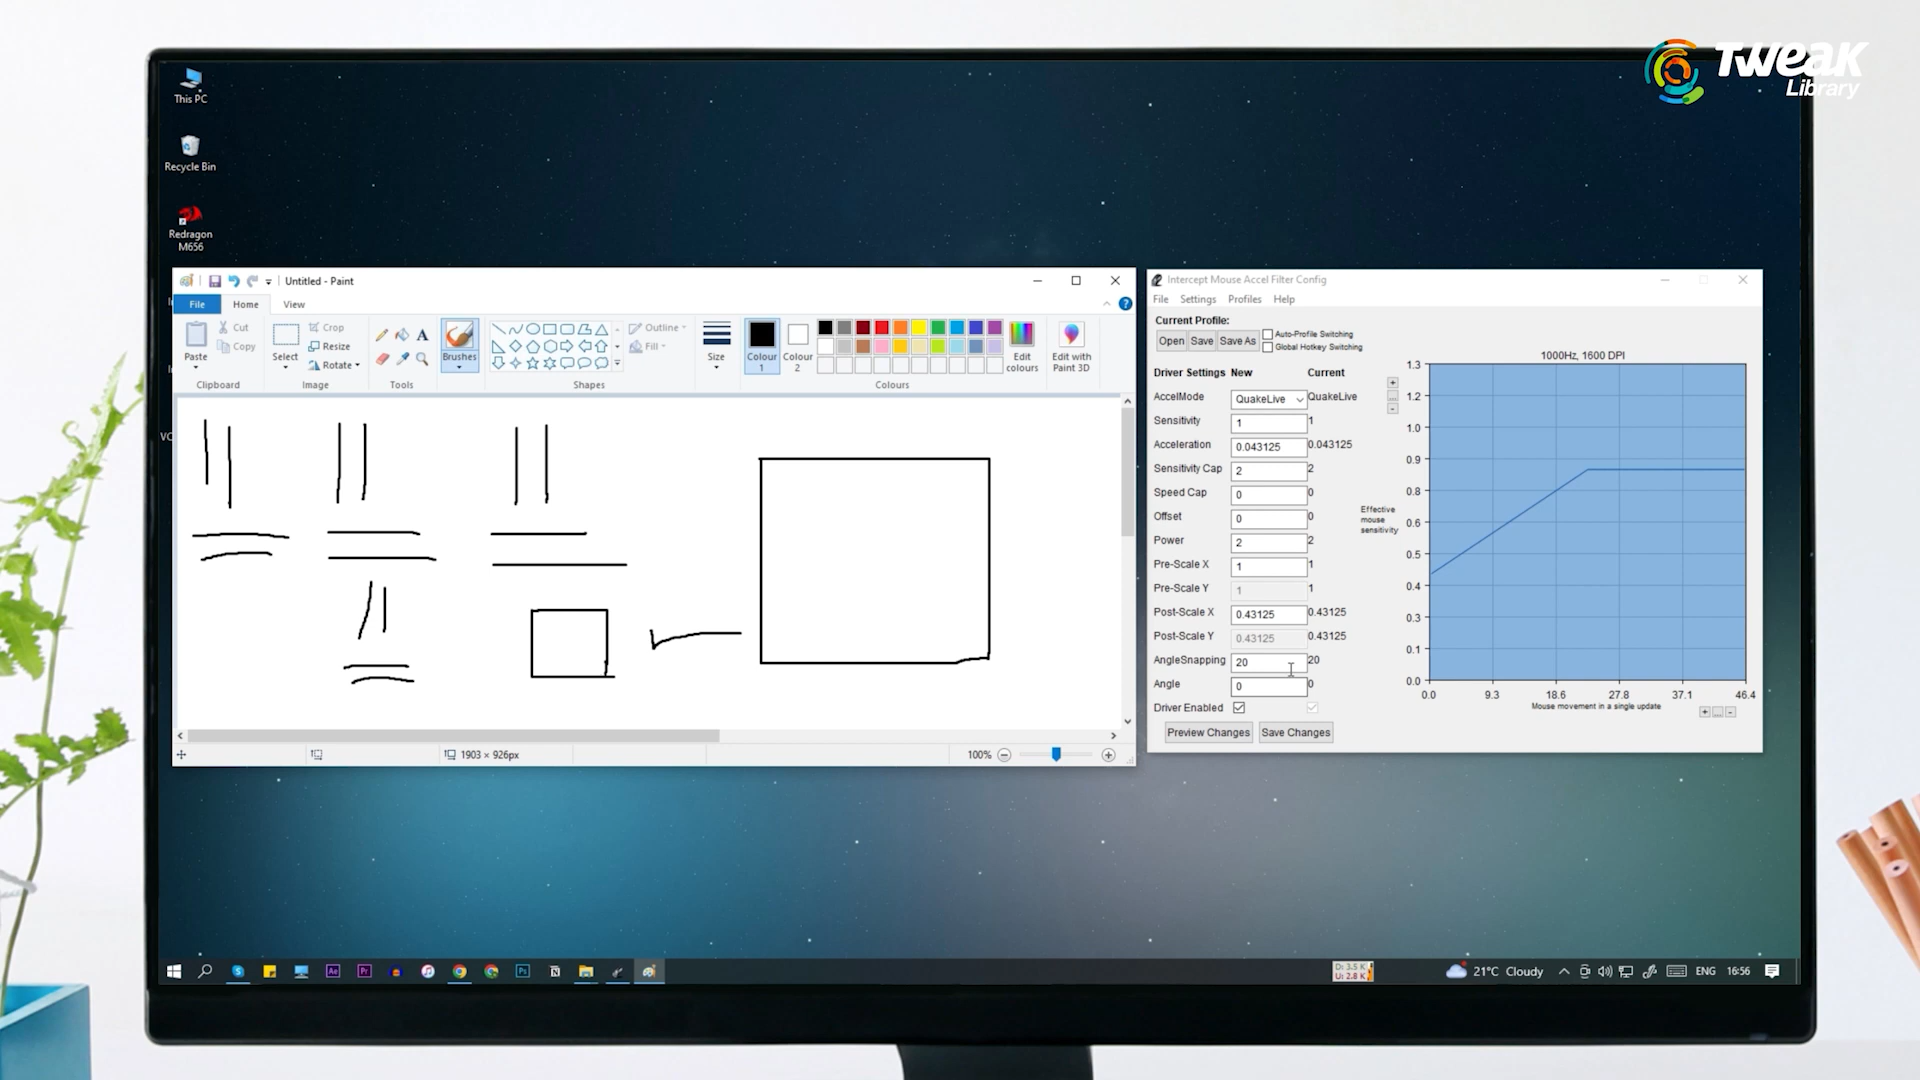 TWEAK
Library
This PC
Recycle Bin
Redragon
M656
VC
Untitled - Paint
File Home View
Paste
Cut
Copy
Clipboard
Select
Crop
Resize
Rotate
Image
A
Tools
Brushes
Outline
Fill
Shapes
Size
Colour
1
Colour
2
Edit
colours
Edit with
Paint 3D
Colours
1903 × 926px
100%
Intercept Mouse Accel Filter Config
File Settings Profiles Help
Current Profile:
Open Save Save As
Auto-Profile Switching
Global Hotkey Switching
Driver Settings New Current
AccelMode QuakeLive QuakeLive
Sensitivity 1 1
Acceleration 0.043125 0.043125
Sensitivity Cap 2 2
Speed Cap 0 0
Offset 0 0
Power 2 2
Pre-Scale X 1 1
Pre-Scale Y 1 1
Post-Scale X 0.43125 0.43125
Post-Scale Y 0.43125 0.43125
AngleSnapping 20 20
Angle 0 0
Driver Enabled
Preview Changes Save Changes
1000Hz, 1600 DPI
1.3
1.2
1.0
0.9
0.8
0.6
0.5
0.4
0.3
0.1
0.0
Effective
mouse
sensitivity
0.0 9.3 18.6 27.8 37.1 46.4
Mouse movement in a single update
Ae Pr Ps
D: 3.5 K
U: 2.8 K
21°C Cloudy
ENG 16:56